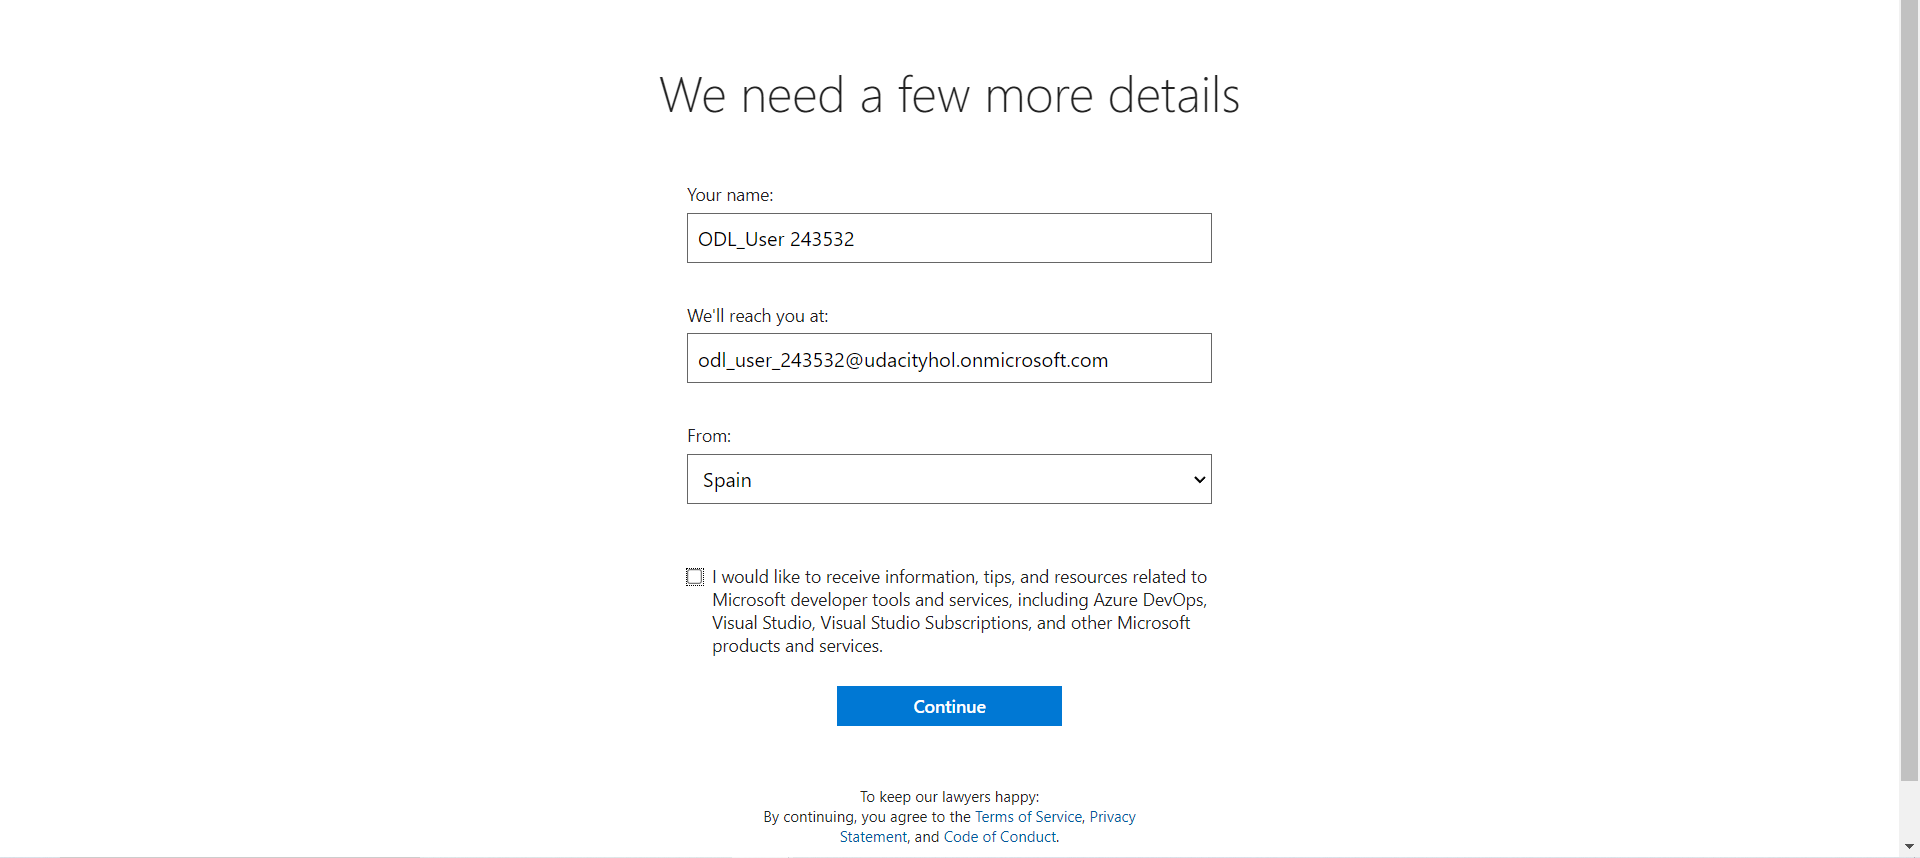 We need a few more details
Your name:
ODL_User 243532
We'll reach you at:
odl_user_243532@udacityhol.onmicrosoft.com
From:
Spain
I would like to receive information, tips, and resources related to
Microsoft developer tools and services, including Azure DevOps,
Visual Studio, Visual Studio Subscriptions, and other Microsoft
products and services.
Continue
To keep our lawyers happy:
By continuing, you agree to the Terms of Service, Privacy
Statement, and Code of Conduct.